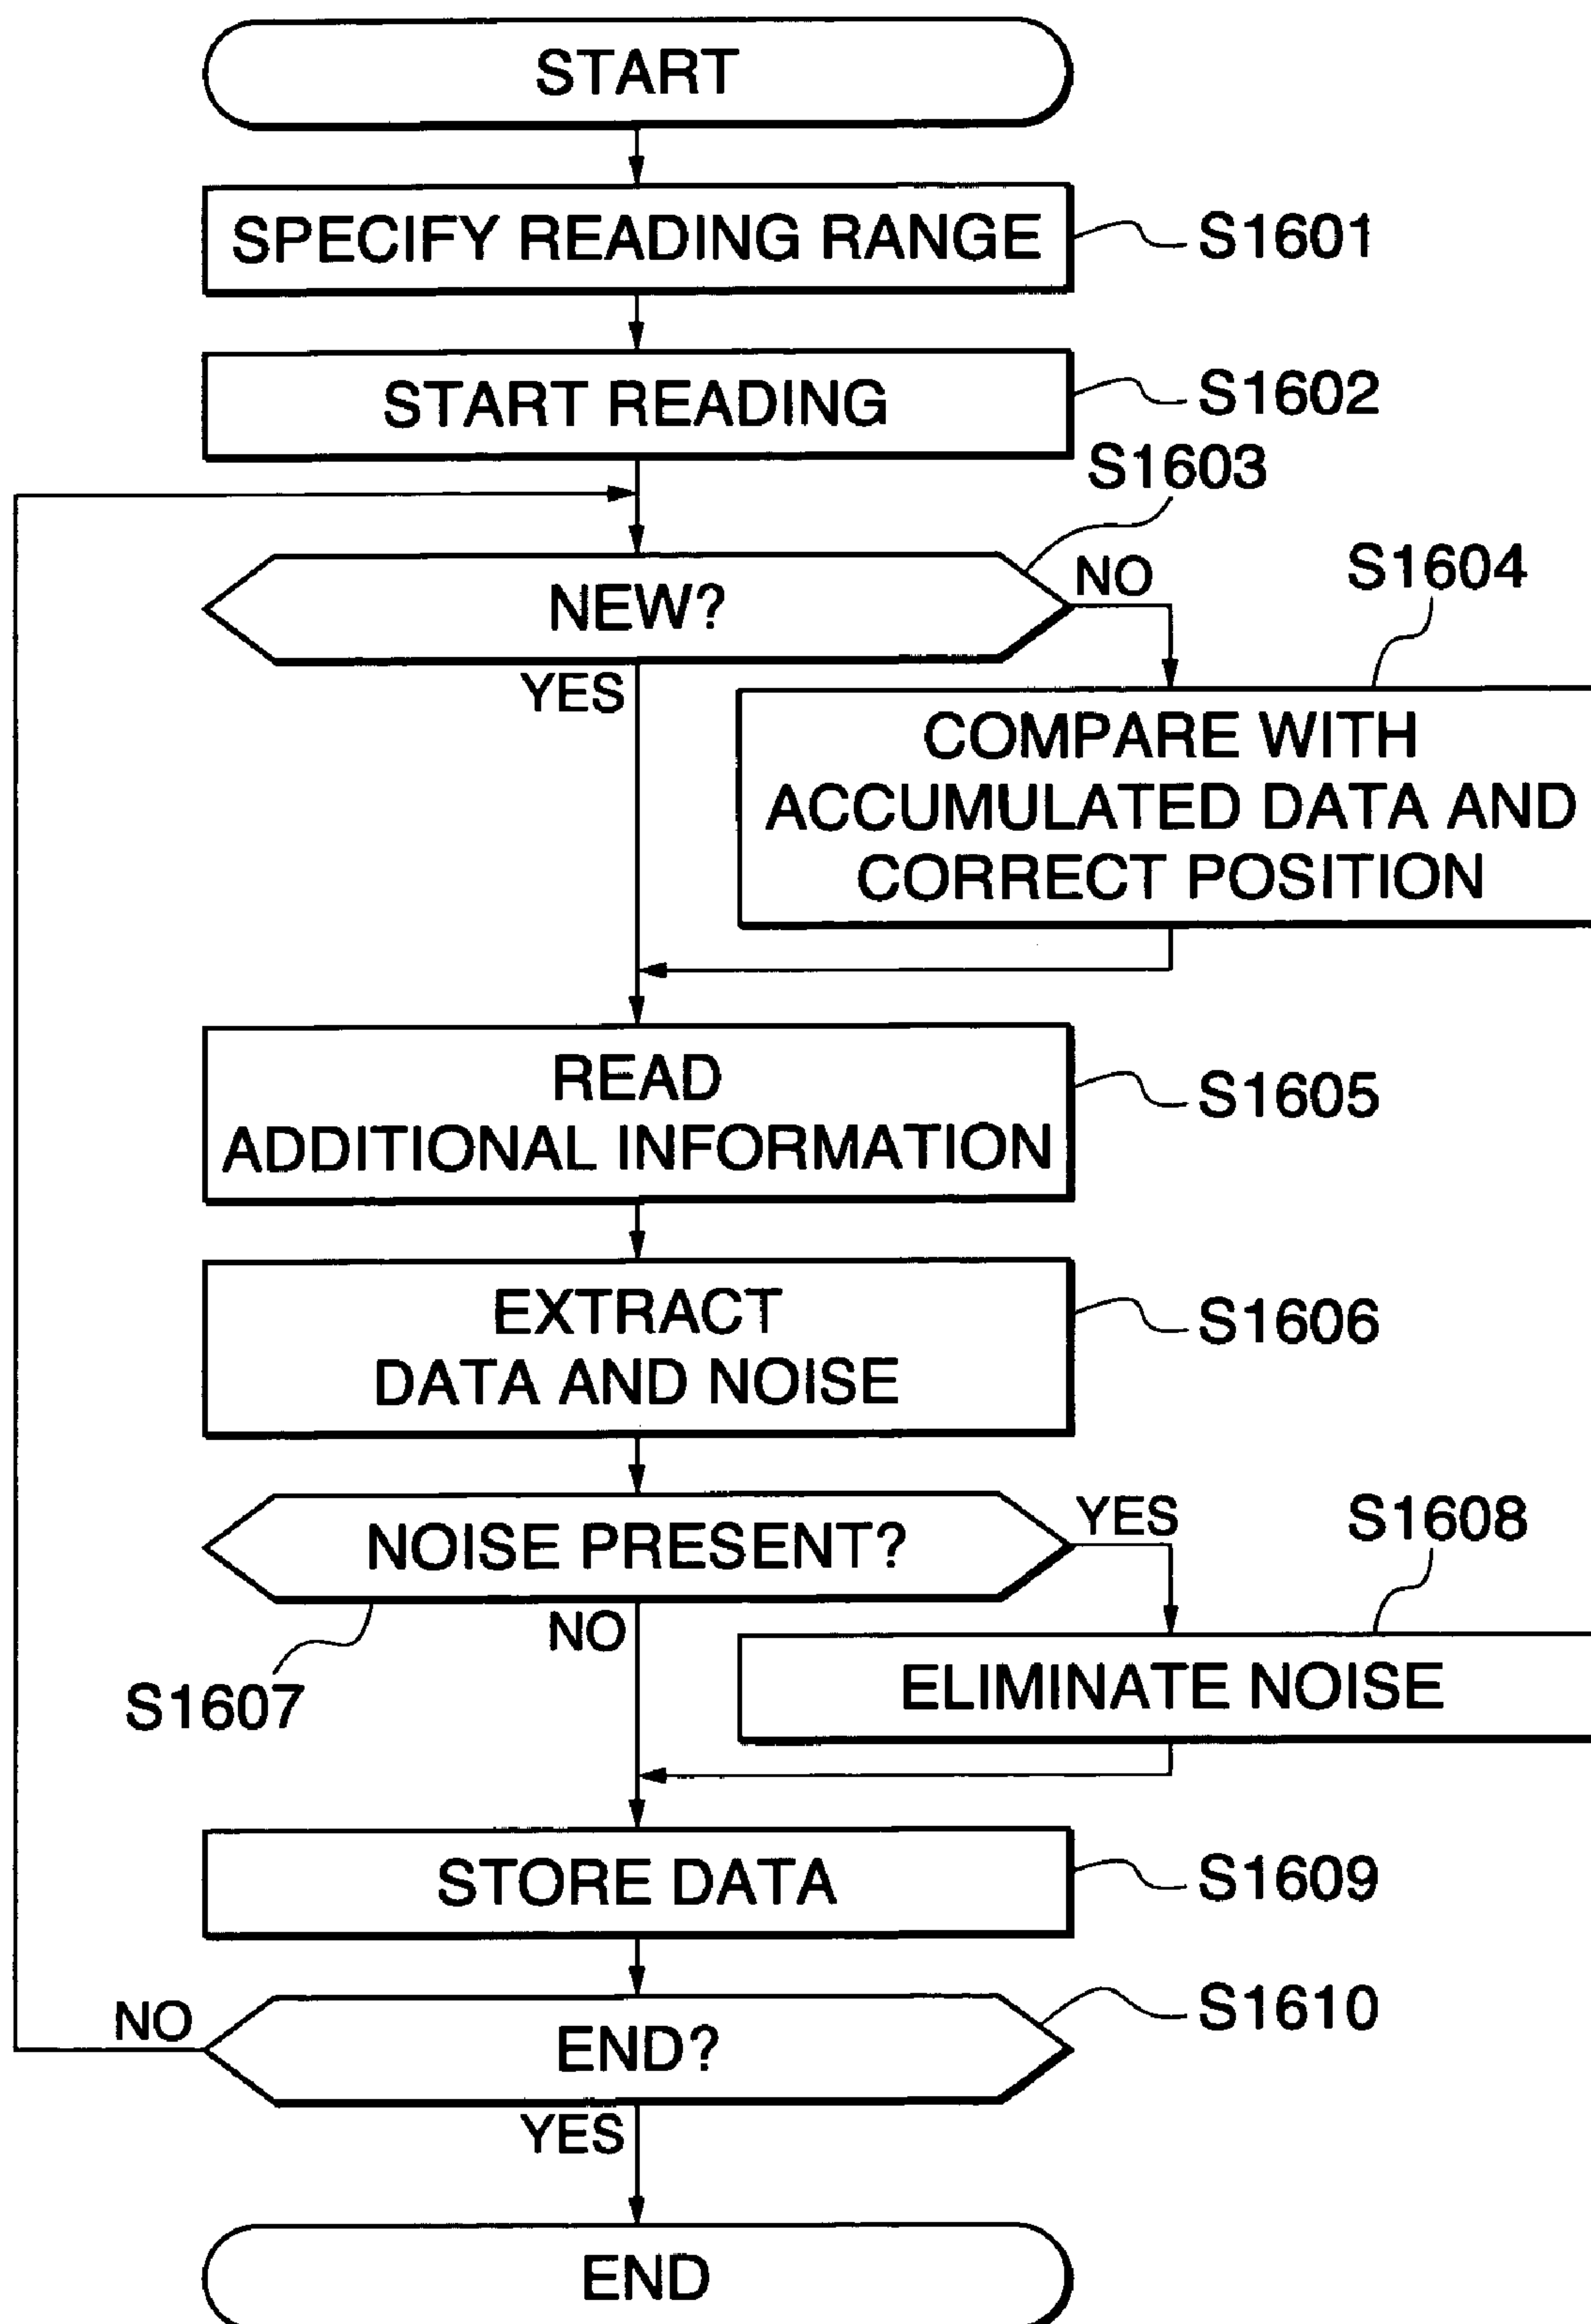 START
SPECIFY READING RANGE
S1601
START READING
S1602
S1603
NEW?
NO
S1604
YES
COMPARE WITH
ACCUMULATED DATA AND
CORRECT POSITION
READ
ADDITIONAL INFORMATION
S1605
EXTRACT
DATA AND NOISE
S1606
NOISE PRESENT?
YES
S1608
NO
S1607
ELIMINATE NOISE
STORE DATA
S1609
NO
END?
S1610
YES
END